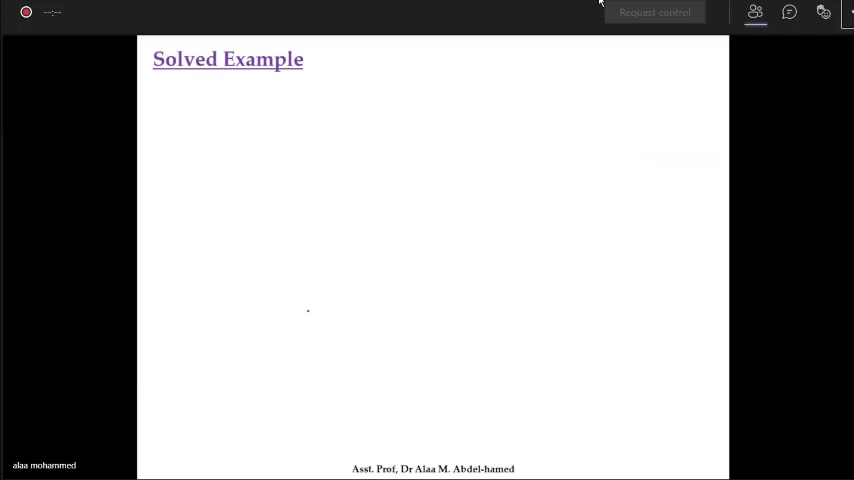 --:--
Request control
Solved Example
alaa mohammed
Asst. Prof, Dr Alaa M. Abdel-hamed